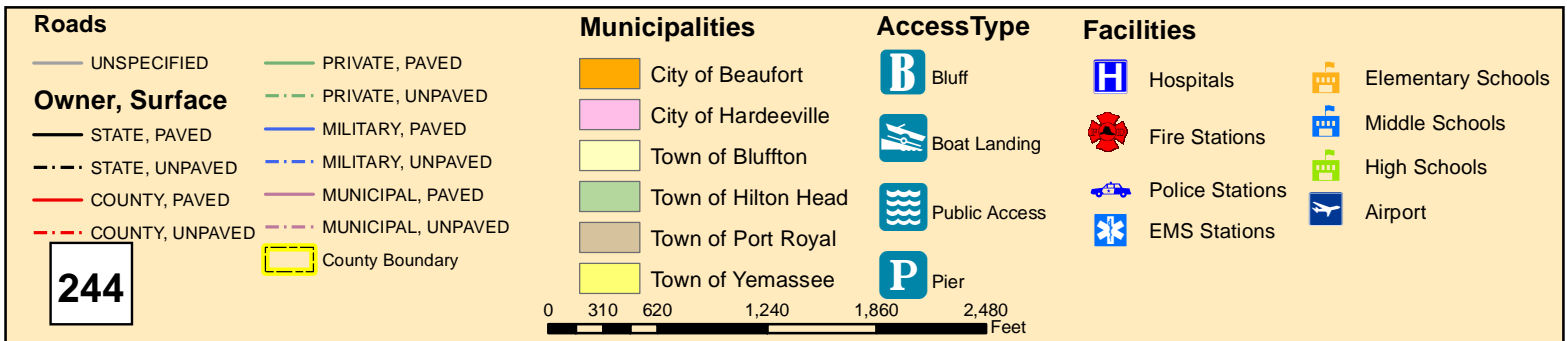 Roads
UNSPECIFIED
Owner, Surface
STATE, PAVED
STATE, UNPAVED
COUNTY, PAVED
COUNTY, UNPAVED
244
PRIVATE, PAVED
PRIVATE, UNPAVED
MILITARY, PAVED
MILITARY, UNPAVED
MUNICIPAL, PAVED
MUNICIPAL, UNPAVED
County Boundary
Municipalities
City of Beaufort
City of Hardeeville
Town of Bluffton
Town of Hilton Head
Town of Port Royal
Town of Yemassee
0 310 620 1,240 1,860 2,480
Feet
AccessType
B Bluff
Boat Landing
Public Access
P Pier
Facilities
H Hospitals
Fire Stations
Police Stations
EMS Stations
Elementary Schools
Middle Schools
High Schools
Airport